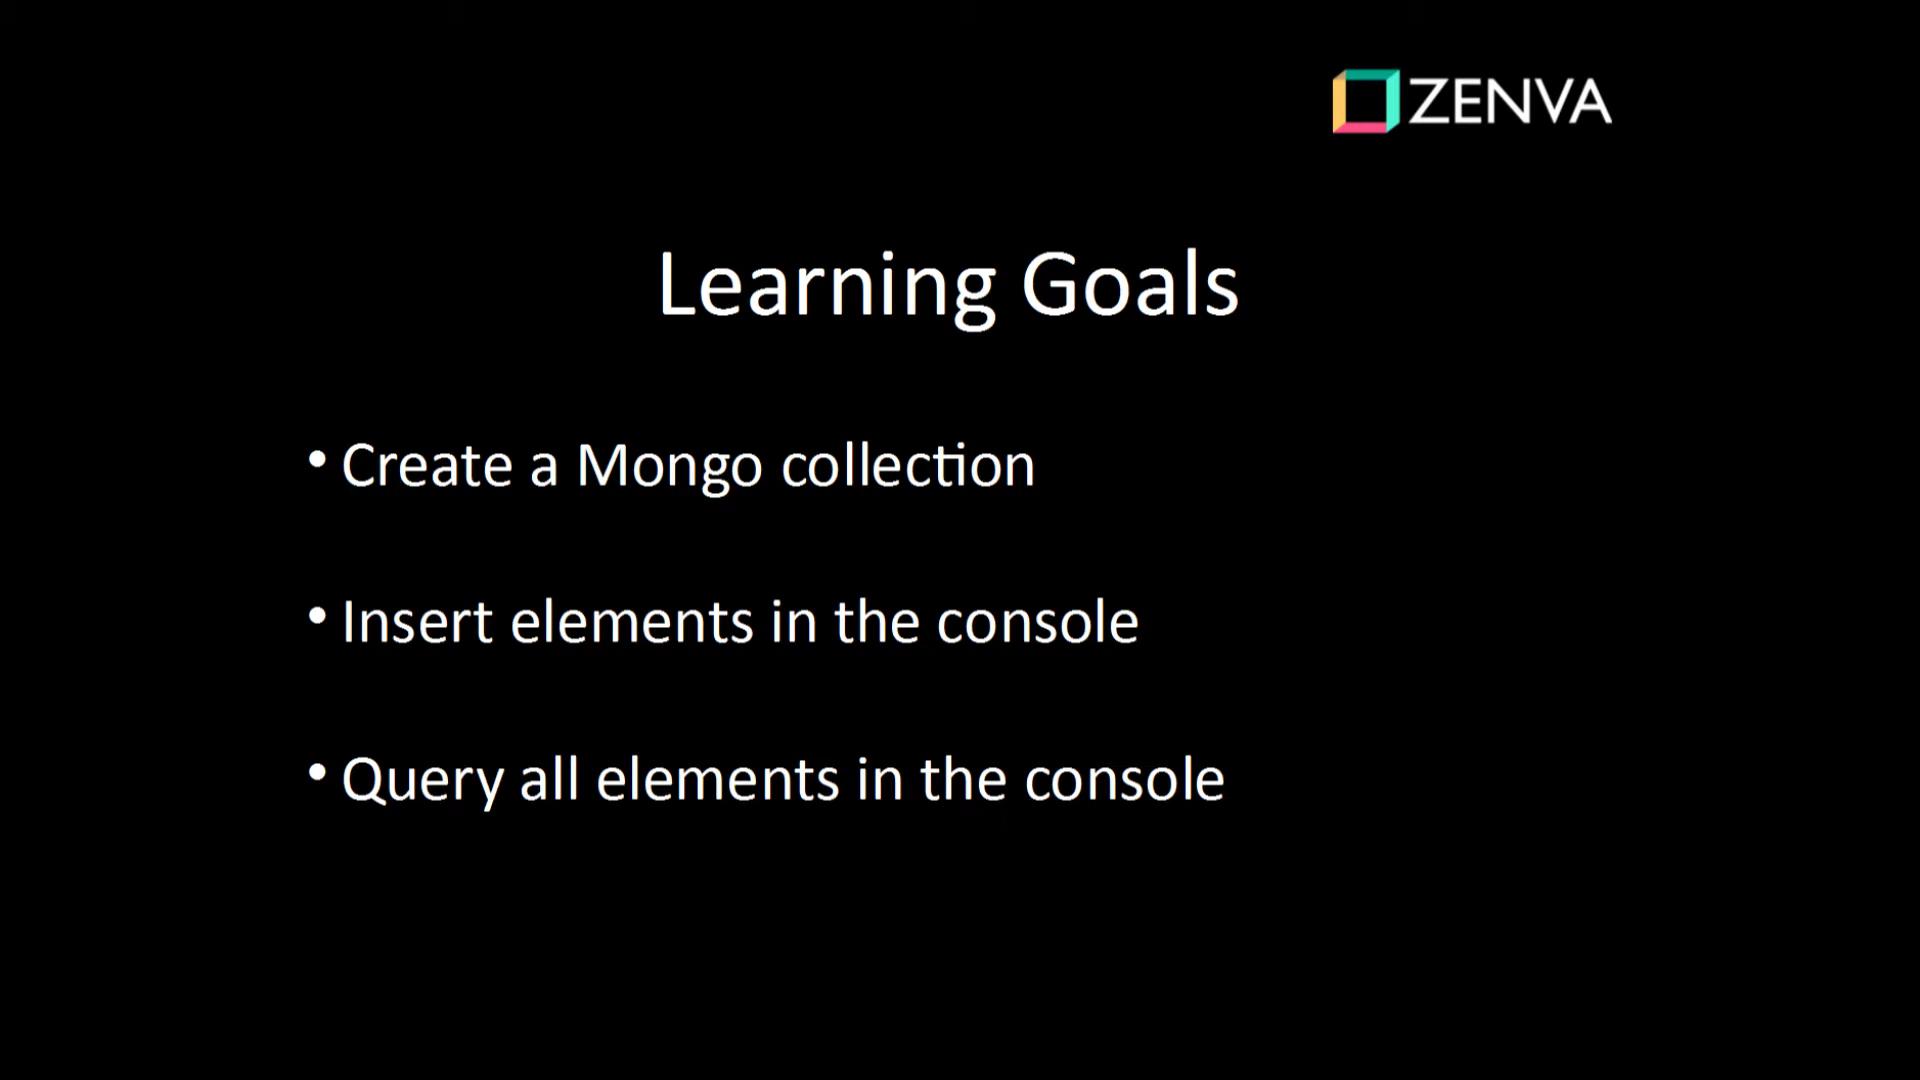 ZENVA
Learning Goals
• Create a Mongo collection
• Insert elements in the console
• Query all elements in the console